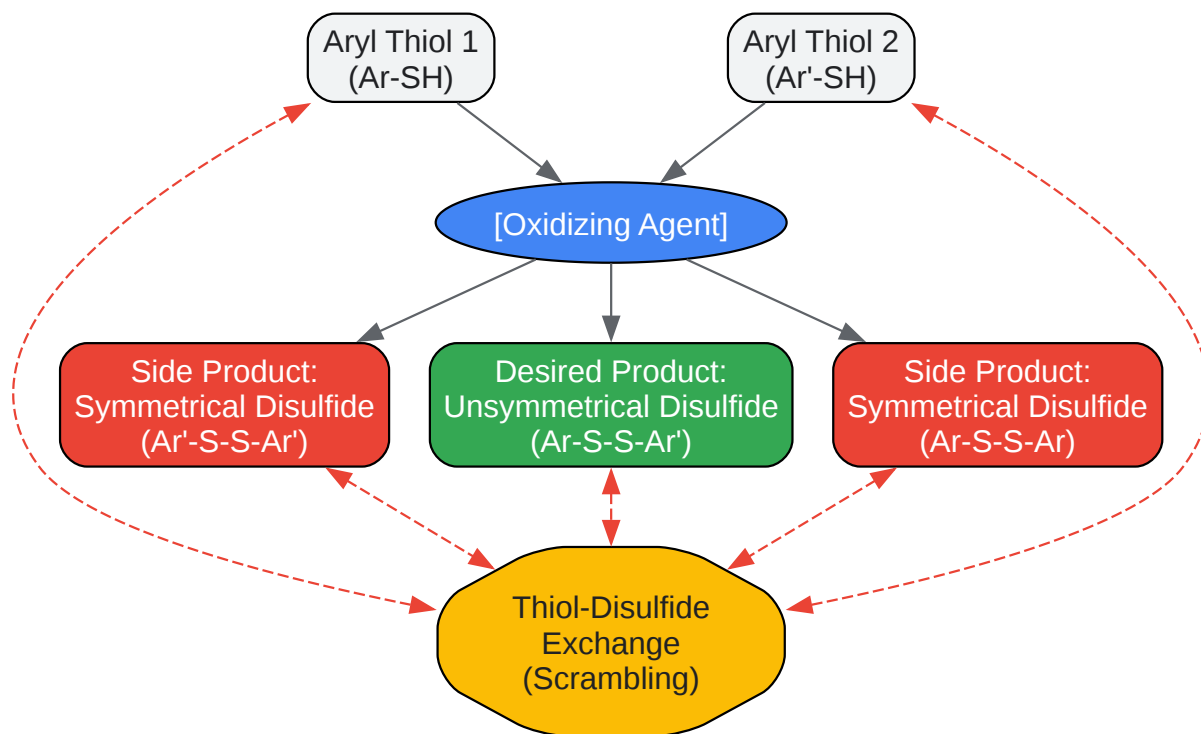 Aryl Thiol 1
(Ar-SH)
Aryl Thiol 2
(Ar'-SH)
[Oxidizing Agent]
Side Product:
Symmetrical Disulfide
(Ar'-S-S-Ar')
Desired Product:
Unsymmetrical Disulfide
(Ar-S-S-Ar')
Side Product:
Symmetrical Disulfide
(Ar-S-S-Ar)
Thiol-Disulfide
Exchange
(Scrambling)